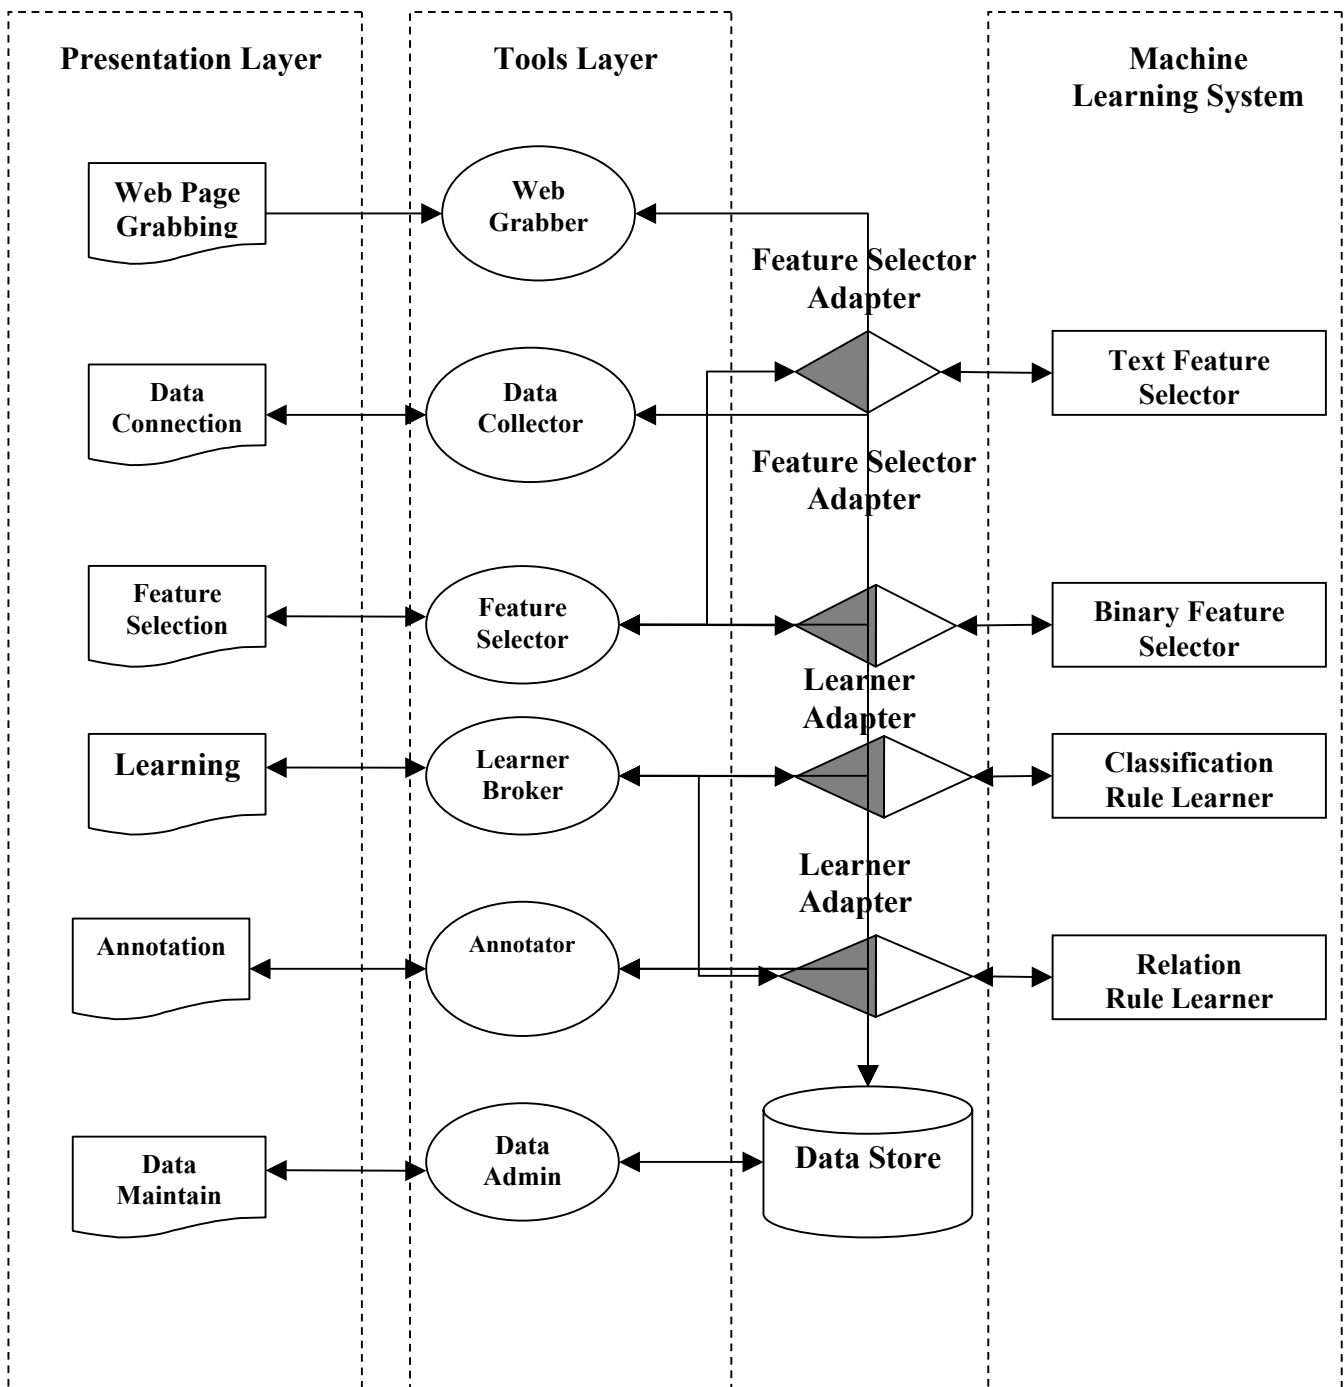 Presentation Layer
Tools Layer
Machine
Learning System
Web Page
Grabbing
Web
Grabber
Feature Selector
Adapter
Text Feature
Selector
Data
Connection
Data
Collector
Feature Selector
Adapter
Feature
Selection
Feature
Selector
Binary Feature
Selector
Learner
Adapter
Learning
Learner
Broker
Classification
Rule Learner
Learner
Adapter
Annotation
Annotator
Relation
Rule Learner
Data
Maintain
Data
Admin
Data Store